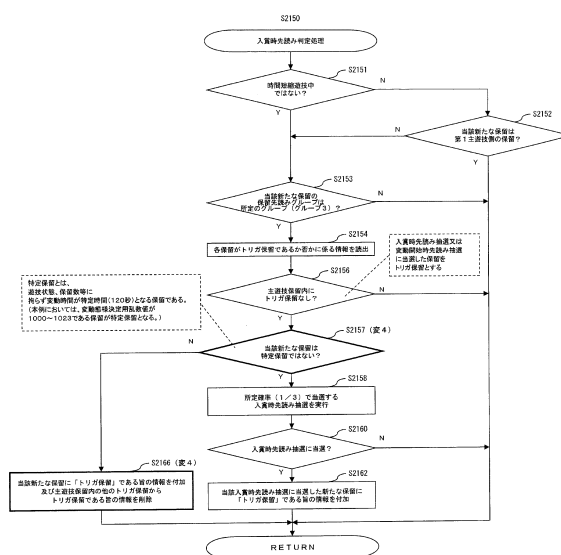 S2150
入賞時先読み判定処理
S2151
時間短縮遊技中
ではない?
N
Y
S2152
当該新たな保留は
第1主遊技側の保留?
N
Y
S2153
当該新たな保留の
保留先読みグループは
所定のグループ(グループ3)?
N
Y
S2154
各保留がトリガ保留であるか否かに係る情報を読出
入賞時先読み抽選又は
変動開始時先読み抽選
に当選した保留を
トリガ保留とする
S2156
主遊技保留内に
トリガ保留なし?
N
Y
特定保留とは、
遊技状態、保留数等に
拘らず変動時間が特定時間(120秒)となる保留である。
(本例においては、変動態様決定用乱数値が
1000~1023である保留が特定保留となる。)
S2157(変4)
当該新たな保留は
特定保留ではない?
N
Y
S2158
所定確率(1/3)で当選する
入賞時先読み抽選を実行
S2160
入賞時先読み抽選に当選?
N
Y
S2166(変4)
当該新たな保留に「トリガ保留」である旨の情報を付加
及び主遊技保留内の他のトリガ保留から
トリガ保留である旨の情報を削除
S2162
当該入賞時先読み抽選に当選した新たな保留に
「トリガ保留」である旨の情報を付加
RETURN